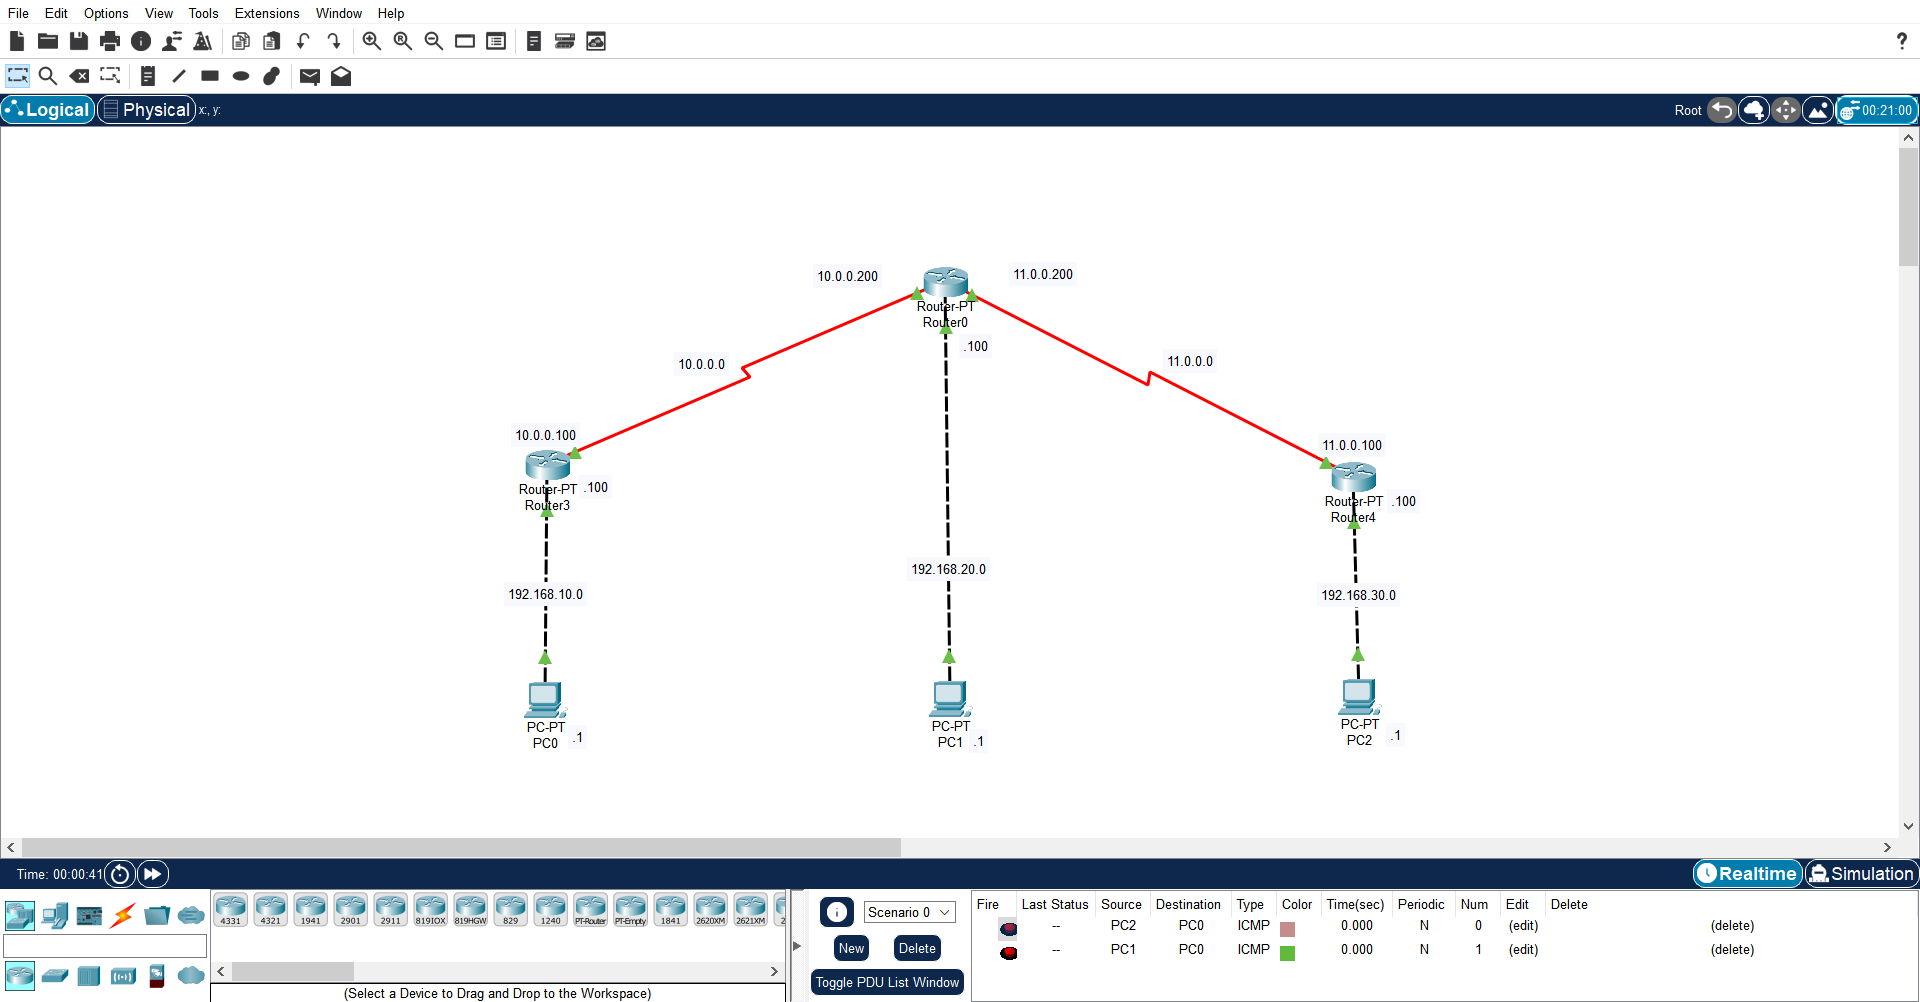 File Edit Options View Tools Extensions Window Help
?
Logical Physical x:, y: Root 00:21:00
10.0.0.200
11.0.0.200
Router-PT
Router0
.100
10.0.0.0
11.0.0.0
10.0.0.100
11.0.0.100
Router-PT
Router3
.100
Router-PT
Router4
.100
192.168.20.0
192.168.10.0
192.168.30.0
PC-PT
PC0
.1
PC-PT
PC1
.1
PC-PT
PC2
.1
Time: 00:00:41 Realtime Simulation
4331 4321 1941 2901 2911 819IOX 819HGW 829 1240 PT-Router PT-Empty 1841 2620XM 2621XM 2
(Select a Device to Drag and Drop to the Workspace)
Scenario 0
New Delete
Toggle PDU List Window
Fire Last Status Source Destination Type Color Time(sec) Periodic Num Edit Delete
-- PC2 PC0 ICMP 0.000 N 0 (edit) (delete)
-- PC1 PC0 ICMP 0.000 N 1 (edit) (delete)